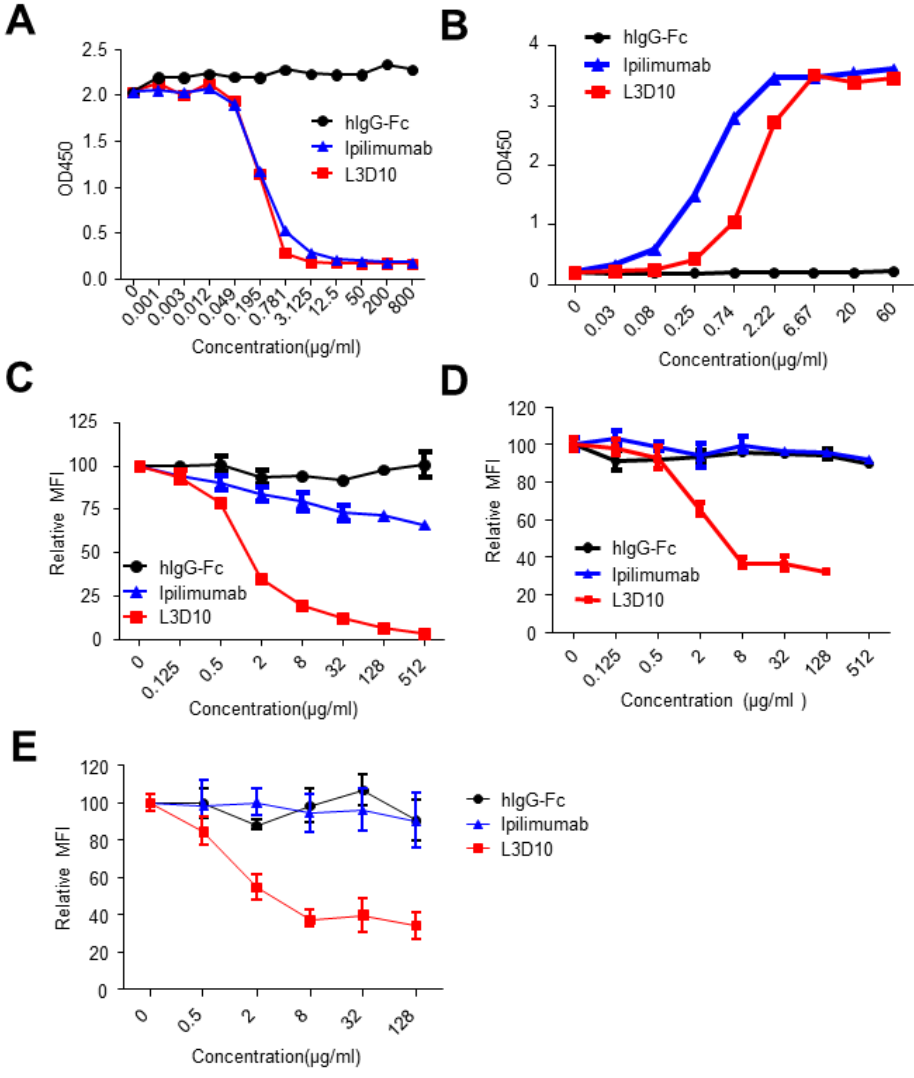 A
2.5
2.0
1.5
1.0
0.5
0.0
OD450
hIgG-Fc
Ipilimumab
L3D10
0
0.001
0.003
0.012
0.049
0.195
0.781
3.125
12.5
50
200
800
Concentration(μg/ml)
B
4
3
2
1
0
OD450
hIgG-Fc
Ipilimumab
L3D10
0
0.03
0.08
0.25
0.74
2.22
6.67
20
60
Concentration(μg/ml)
C
125
100
75
50
25
0
Relative MFI
hIgG-Fc
Ipilimumab
L3D10
0
0.125
0.5
2
8
32
128
512
Concentration(μg/ml)
D
120
100
80
60
40
20
0
Relative MFI
hIgG-Fc
Ipilimumab
L3D10
0
0.125
0.5
2
8
32
128
512
Concentration (μg/ml )
E
120
100
80
60
40
20
0
Relative MFI
hIgG-Fc
Ipilimumab
L3D10
0
0.5
2
8
32
128
Concentration(μg/ml)